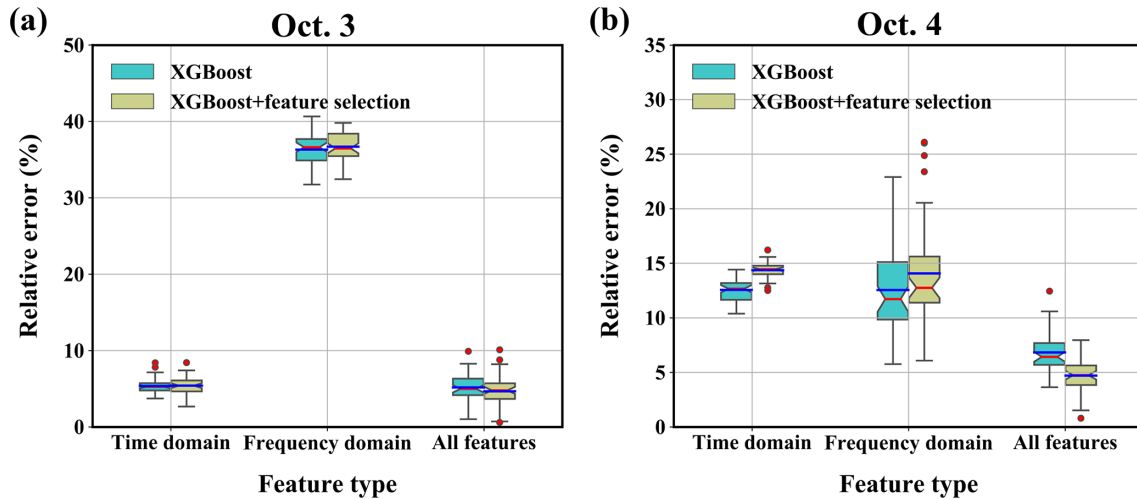 (a)
Oct. 3
XGBoost
XGBoost+feature selection
50
40
30
20
10
0
Relative error (%)
Time domain
Frequency domain
All features
Feature type
(b)
Oct. 4
XGBoost
XGBoost+feature selection
35
30
25
20
15
10
5
0
Relative error (%)
Time domain
Frequency domain
All features
Feature type